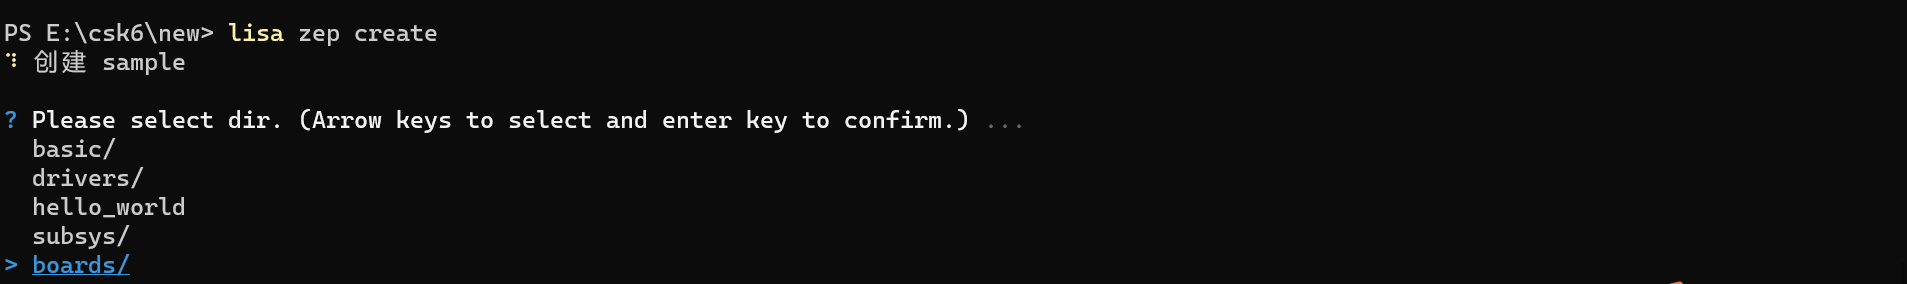 PS E:\csk6\new> lisa zep create
⠹ 创建 sample
? Please select dir. (Arrow keys to select and enter key to confirm.) ...
basic/
drivers/
hello_world
subsys/
> boards/